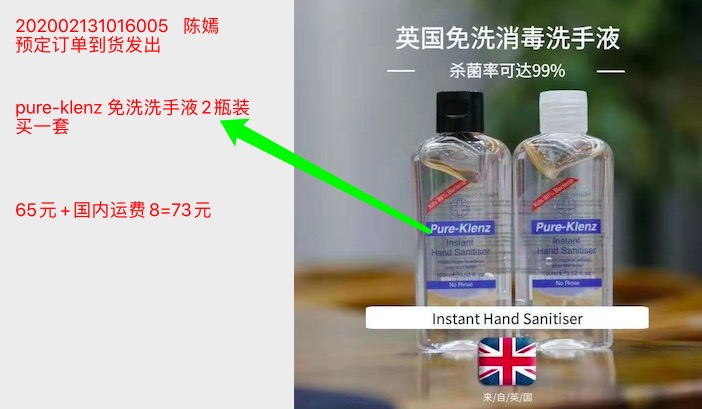 202002131016005 陈嫣
预定订单到货发出
pure-klenz 免洗洗手液2瓶装
买一套
65元+国内运费8=73元
英国免洗消毒洗手液
杀菌率可达99%
Kills 99% Bacteria
Kills 99% Bacteria
Pure-Klenz
Instant
Hand Sanitiser
No Rinse
Pure-Klenz
Instant
Hand Sanitiser
No Rinse
Instant Hand Sanitiser
来/自/英/国